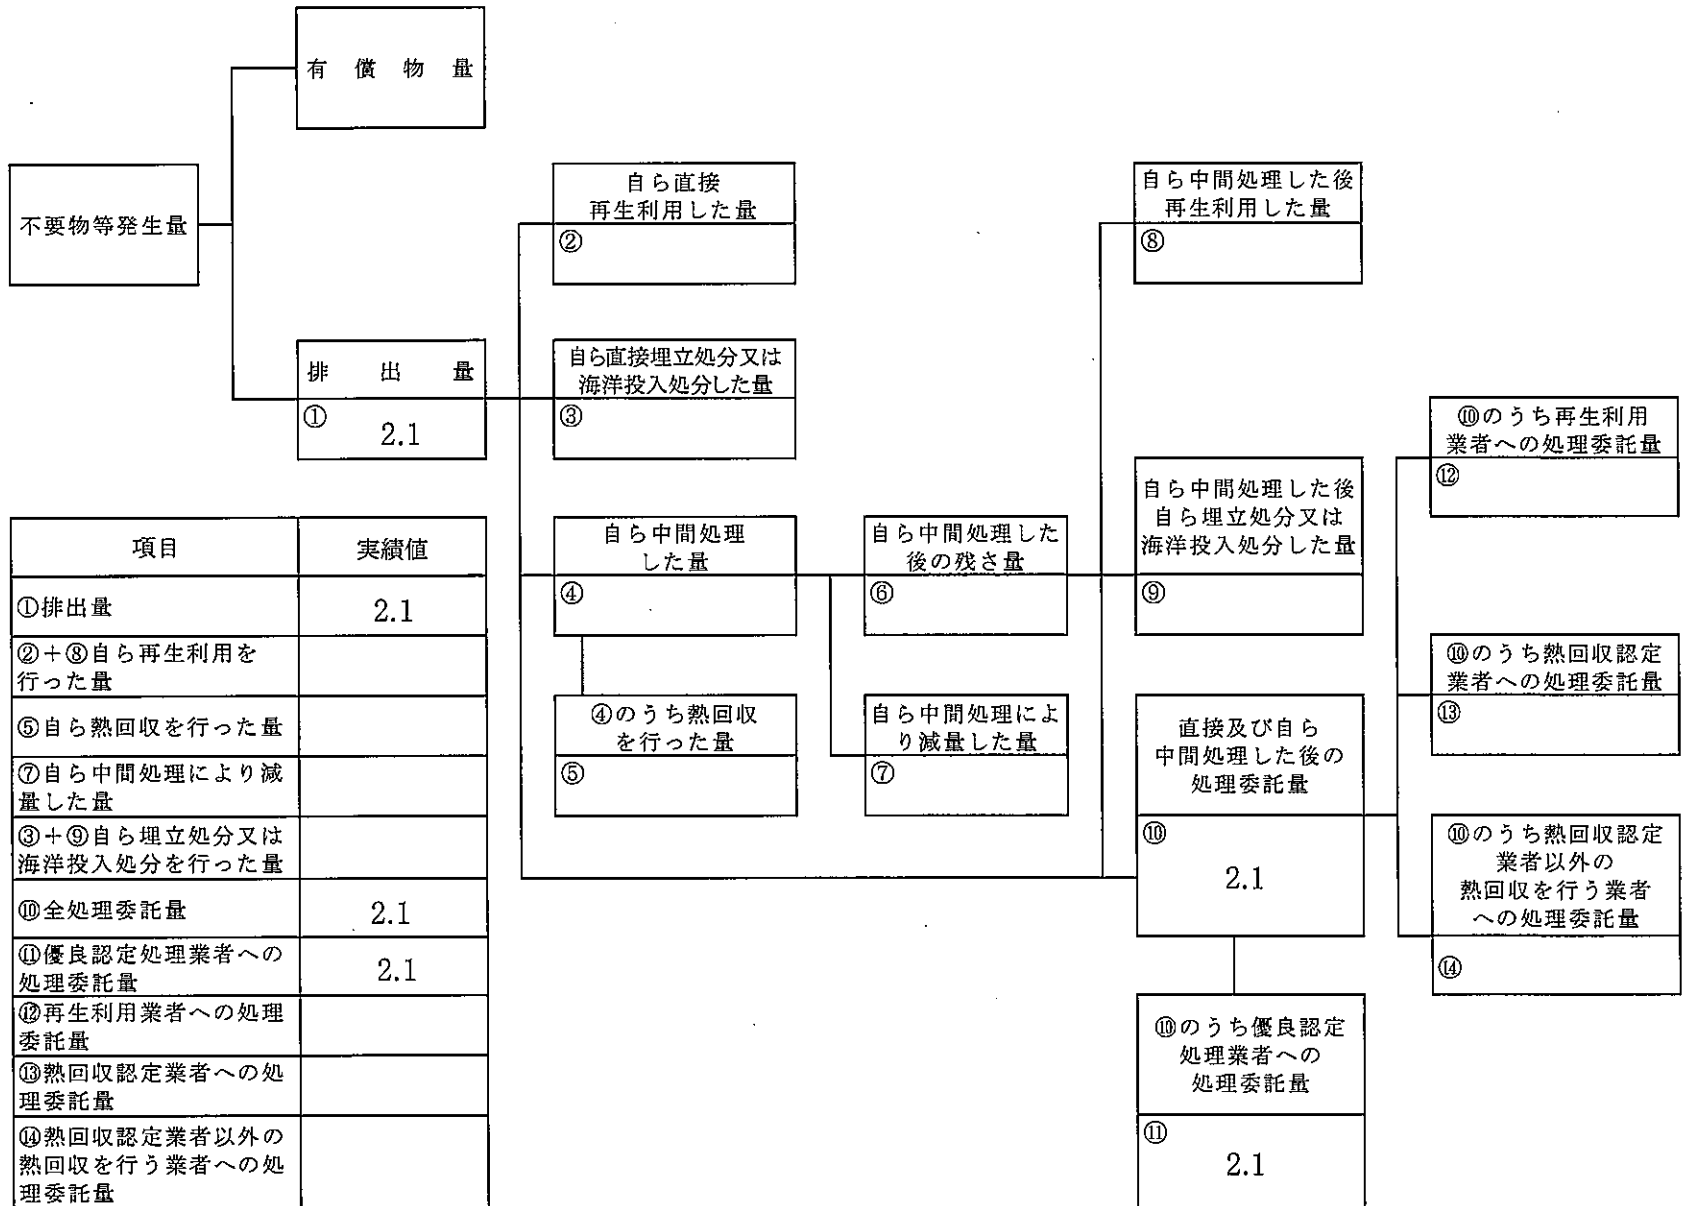 有償物量
不要物等発生量
排出量
①
2.1
自ら直接
再生利用した量
②
自ら直接埋立処分又は
海洋投入処分した量
③
自ら中間処理
した量
④
④のうち熱回収
を行った量
⑤
自ら中間処理した
後の残さ量
⑥
自ら中間処理によ
り減量した量
⑦
自ら中間処理した後
再生利用した量
⑧
自ら中間処理した後
自ら埋立処分又は
海洋投入処分した量
⑨
直接及び自ら
中間処理した後の
処理委託量
⑩
2.1
⑩のうち優良認定
処理業者への
処理委託量
⑪
2.1
⑩のうち再生利用
業者への処理委託量
⑫
⑩のうち熱回収認定
業者への処理委託量
⑬
⑩のうち熱回収認定
業者以外の
熱回収を行う業者
への処理委託量
⑭
項目 実績値
①排出量 2.1
②+⑧自ら再生利用を
行った量
⑤自ら熱回収を行った量
⑦自ら中間処理により減
量した量
③+⑨自ら埋立処分又は
海洋投入処分を行った量
⑩全処理委託量 2.1
⑪優良認定処理業者への
処理委託量 2.1
⑫再生利用業者への処理
委託量
⑬熱回収認定業者への処
理委託量
⑭熱回収認定業者以外の
熱回収を行う業者への処
理委託量